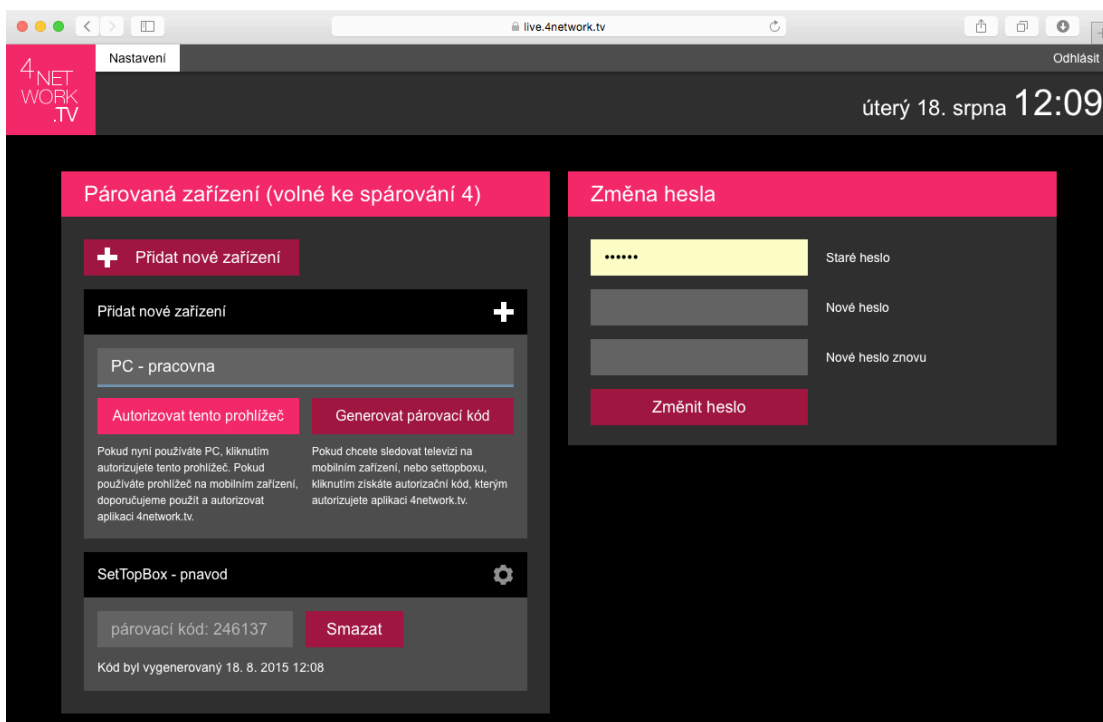 live.4network.tv
4NET
WORK
.TV
Nastavení
Odhlásit
úterý 18. srpna 12:09
Párovaná zařízení (volné ke spárování 4)
Přidat nové zařízení
Přidat nové zařízení
PC - pracovna
Autorizovat tento prohlížeč
Generovat párovací kód
Pokud nyní používáte PC, kliknutím
autorizujete tento prohlížeč. Pokud
používáte prohlížeč na mobilním zařízení,
doporučujeme použít a autorizovat
aplikaci 4network.tv.
Pokud chcete sledovat televizi na
mobilním zařízení, nebo settopboxu,
kliknutím získáte autorizační kód, kterým
autorizujete aplikaci 4network.tv.
SetTopBox - pnavod
párovací kód: 246137
Smazat
Kód byl vygenerovaný 18. 8. 2015 12:08
Změna hesla
Staré heslo
Nové heslo
Nové heslo znovu
Změnit heslo